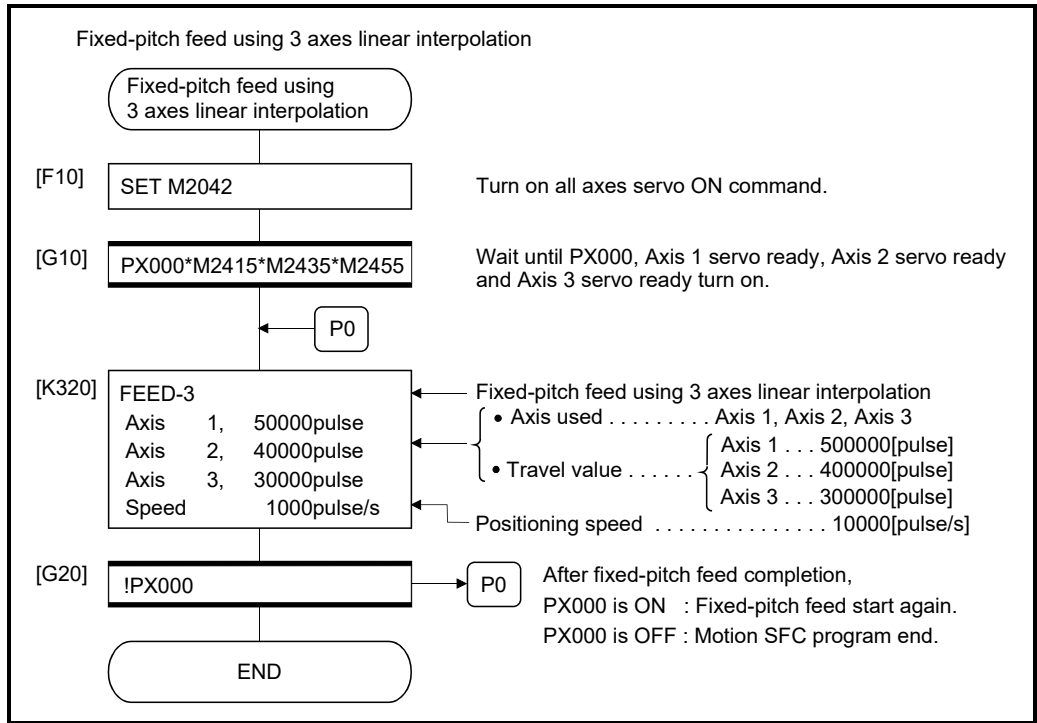 Fixed-pitch feed using 3 axes linear interpolation
Fixed-pitch feed using
3 axes linear interpolation
[F10]
SET M2042
Turn on all axes servo ON command.
[G10]
PX000*M2415*M2435*M2455
Wait until PX000, Axis 1 servo ready, Axis 2 servo ready
and Axis 3 servo ready turn on.
P0
[K320]
FEED-3
Axis 1, 50000pulse
Axis 2, 40000pulse
Axis 3, 30000pulse
Speed 1000pulse/s
Fixed-pitch feed using 3 axes linear interpolation
• Axis used . . . . . . . . . Axis 1, Axis 2, Axis 3
• Travel value . . . . . .
Axis 1 . . . 500000[pulse]
Axis 2 . . . 400000[pulse]
Axis 3 . . . 300000[pulse]
Positioning speed . . . . . . . . . . . . . . . 10000[pulse/s]
[G20]
!PX000
P0
After fixed-pitch feed completion,
PX000 is ON : Fixed-pitch feed start again.
PX000 is OFF : Motion SFC program end.
END